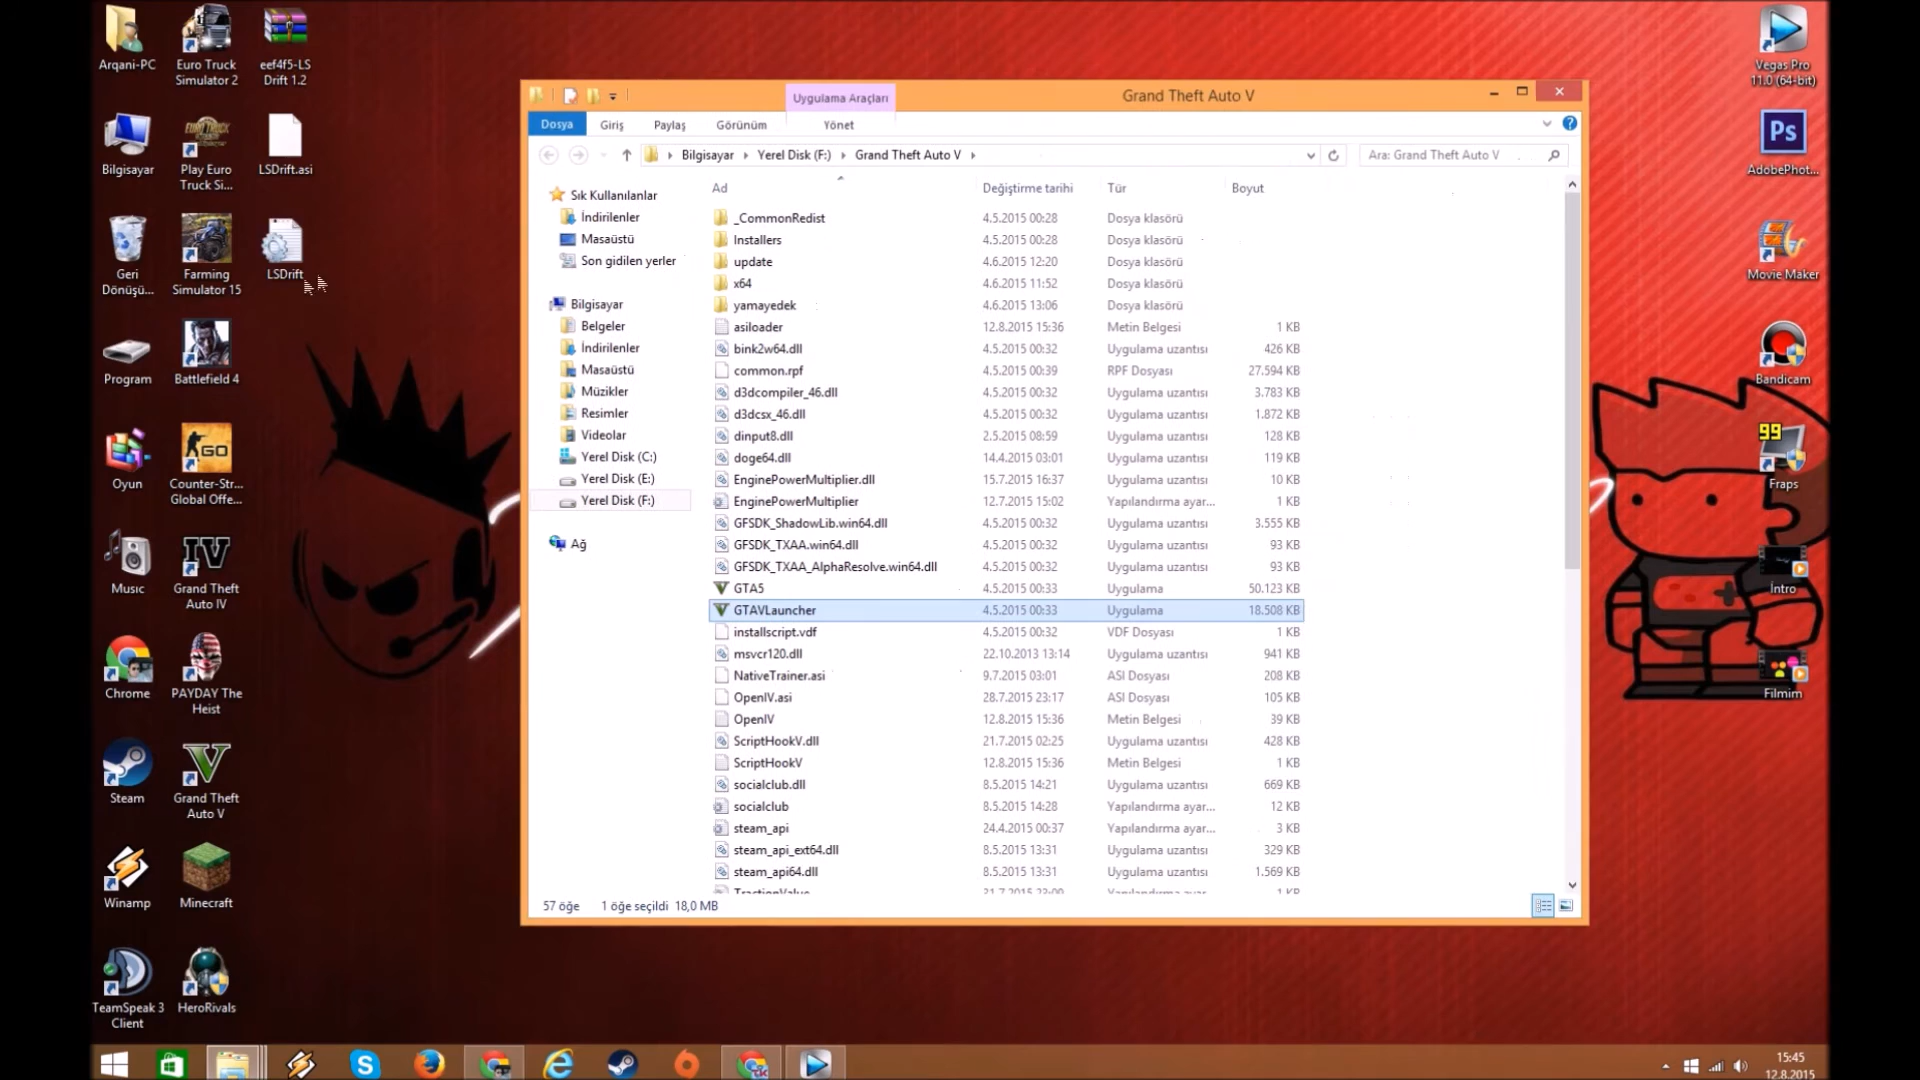 Arqani-PC
Euro Truck
Simulator 2
eef4f5-LS
Drift 1.2
Bilgisayar
Play Euro
Truck Si...
LSDrift.asi
Geri
Dönüşü...
Farming
Simulator 15
LSDrift
Program
Battlefield 4
Oyun
Counter-Str...
Global Offe...
GO
Music
IV
Grand Theft
Auto IV
Chrome
PAYDAY The
Heist
Steam
Grand Theft
Auto V
Winamp
Minecraft
TeamSpeak 3
Client
HeroRivals
Uygulama Araçları
Grand Theft Auto V
Dosya
Giriş
Paylaş
Görünüm
Yönet
Bilgisayar
Yerel Disk (F:)
Grand Theft Auto V
Ara: Grand Theft Auto V
Sık Kullanılanlar
İndirilenler
Masaüstü
Son gidilen yerler
Bilgisayar
Belgeler
İndirilenler
Masaüstü
Müzikler
Resimler
Videolar
Yerel Disk (C:)
Yerel Disk (E:)
Yerel Disk (F:)
Ağ
Ad Değiştirme tarihi Tür Boyut
_CommonRedist 4.5.2015 00:28 Dosya klasörü
Installers 4.5.2015 00:28 Dosya klasörü
update 4.6.2015 12:20 Dosya klasörü
x64 4.6.2015 11:52 Dosya klasörü
yamayedek 4.6.2015 13:06 Dosya klasörü
asiloader 12.8.2015 15:36 Metin Belgesi 1 KB
bink2w64.dll 4.5.2015 00:32 Uygulama uzantısı 426 KB
common.rpf 4.5.2015 00:39 RPF Dosyası 27.594 KB
d3dcompiler_46.dll 4.5.2015 00:32 Uygulama uzantısı 3.783 KB
d3dcsx_46.dll 4.5.2015 00:32 Uygulama uzantısı 1.872 KB
dinput8.dll 2.5.2015 08:59 Uygulama uzantısı 128 KB
doge64.dll 14.4.2015 03:01 Uygulama uzantısı 119 KB
EnginePowerMultiplier.dll 15.7.2015 16:37 Uygulama uzantısı 10 KB
EnginePowerMultiplier 12.7.2015 15:02 Yapılandırma ayar... 1 KB
GFSDK_ShadowLib.win64.dll 4.5.2015 00:32 Uygulama uzantısı 3.555 KB
GFSDK_TXAA.win64.dll 4.5.2015 00:32 Uygulama uzantısı 93 KB
GFSDK_TXAA_AlphaResolve.win64.dll 4.5.2015 00:32 Uygulama uzantısı 93 KB
GTA5 4.5.2015 00:33 Uygulama 50.123 KB
GTAVLauncher 4.5.2015 00:33 Uygulama 18.508 KB
installscript.vdf 4.5.2015 00:32 VDF Dosyası 1 KB
msvcr120.dll 22.10.2013 13:14 Uygulama uzantısı 941 KB
NativeTrainer.asi 9.7.2015 03:01 ASI Dosyası 208 KB
OpenIV.asi 28.7.2015 23:17 ASI Dosyası 105 KB
OpenIV 12.8.2015 15:36 Metin Belgesi 39 KB
ScriptHookV.dll 21.7.2015 02:25 Uygulama uzantısı 428 KB
ScriptHookV 12.8.2015 15:36 Metin Belgesi 1 KB
socialclub.dll 8.5.2015 14:21 Uygulama uzantısı 669 KB
socialclub 8.5.2015 14:28 Yapılandırma ayar... 12 KB
steam_api 24.4.2015 00:37 Yapılandırma ayar... 3 KB
steam_api_ext64.dll 8.5.2015 13:31 Uygulama uzantısı 329 KB
steam_api64.dll 8.5.2015 13:31 Uygulama uzantısı 1.569 KB
57 öğe 1 öğe seçildi 18,0 MB
Vegas Pro
11.0 (64-bit)
Ps
AdobePhot...
Movie Maker
Bandicam
99
Fraps
İntro
Filmim
15:45
12.8.2015